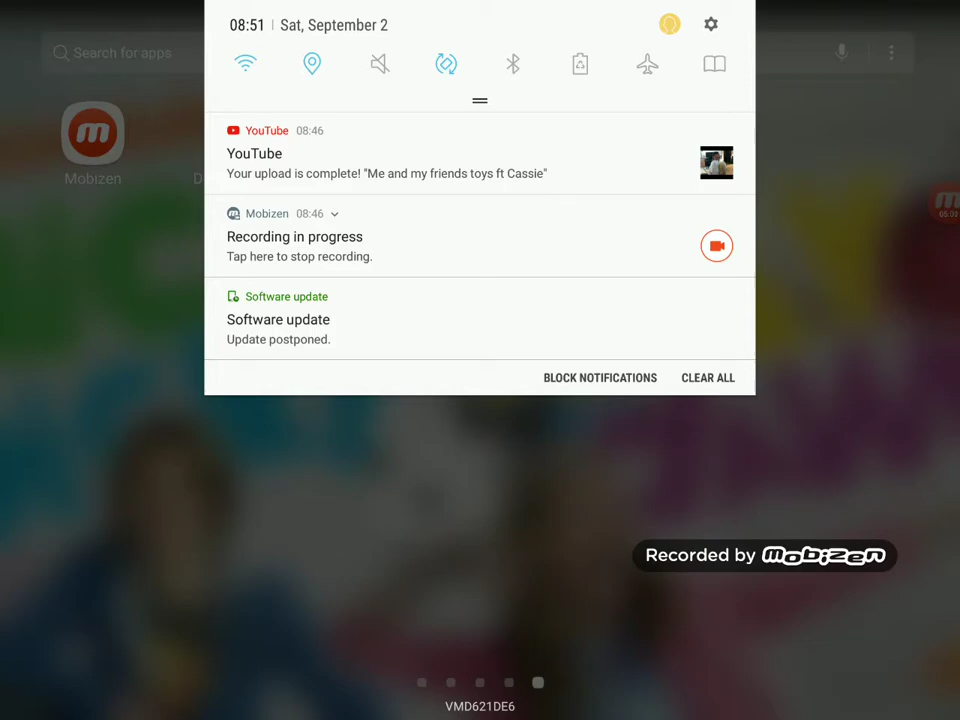 08:51 | Sat, September 2
Search for apps
YouTube 08:46
YouTube
Your upload is complete! "Me and my friends toys ft Cassie"
Mobizen 08:46
Recording in progress
Tap here to stop recording.
Software update
Software update
Update postponed.
BLOCK NOTIFICATIONS CLEAR ALL
Mobizen
Recorded by mobizen
VMD621DE6